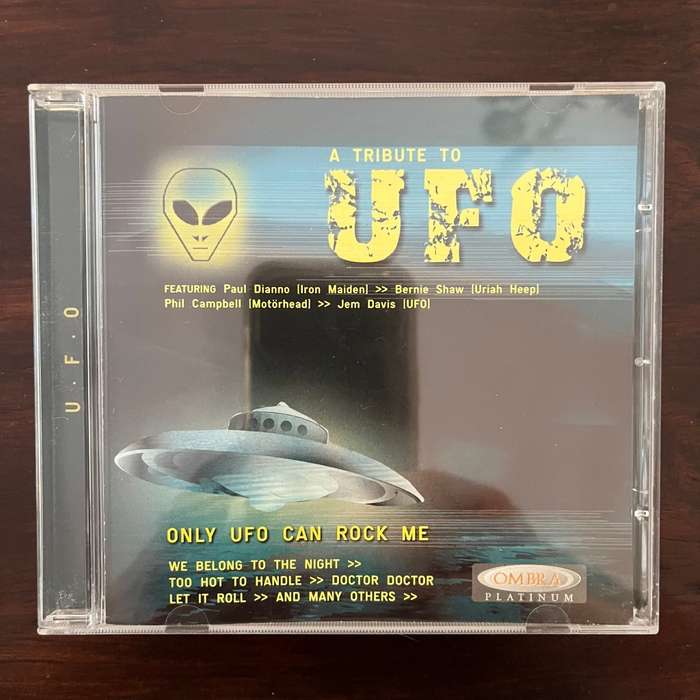 A TRIBUTE TO
UFO
FEATURING Paul Dianno [Iron Maiden] >> Bernie Shaw [Uriah Heep]
Phil Campbell [Motörhead] >> Jem Davis [UFO]
U·F·O
ONLY UFO CAN ROCK ME
WE BELONG TO THE NIGHT >>
TOO HOT TO HANDLE >> DOCTOR DOCTOR
LET IT ROLL >> AND MANY OTHERS >>
OMBRA
PLATINUM